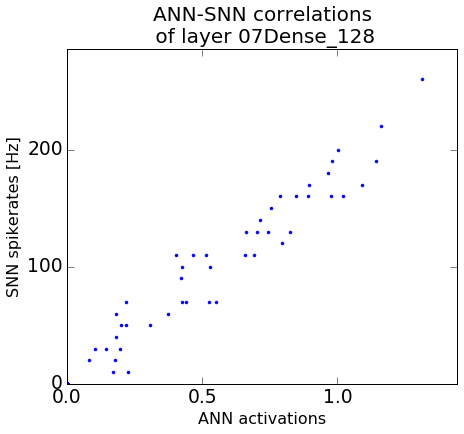 ANN-SNN correlations
of layer 07Dense_128
SNN spikerates [Hz]
200
100
0
0.0 0.5 1.0
ANN activations